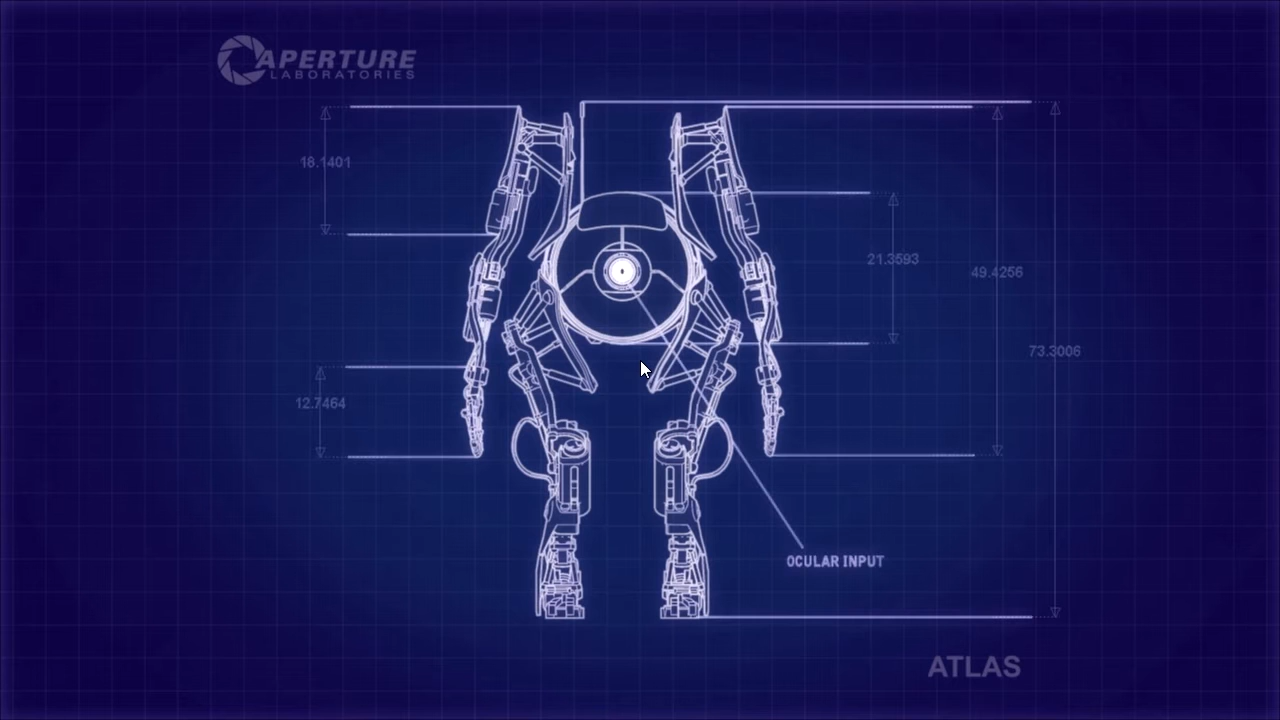 APERTURE
LABORATORIES
18.1401
21.3593
49.4256
73.3006
12.7464
OCULAR INPUT
ATLAS